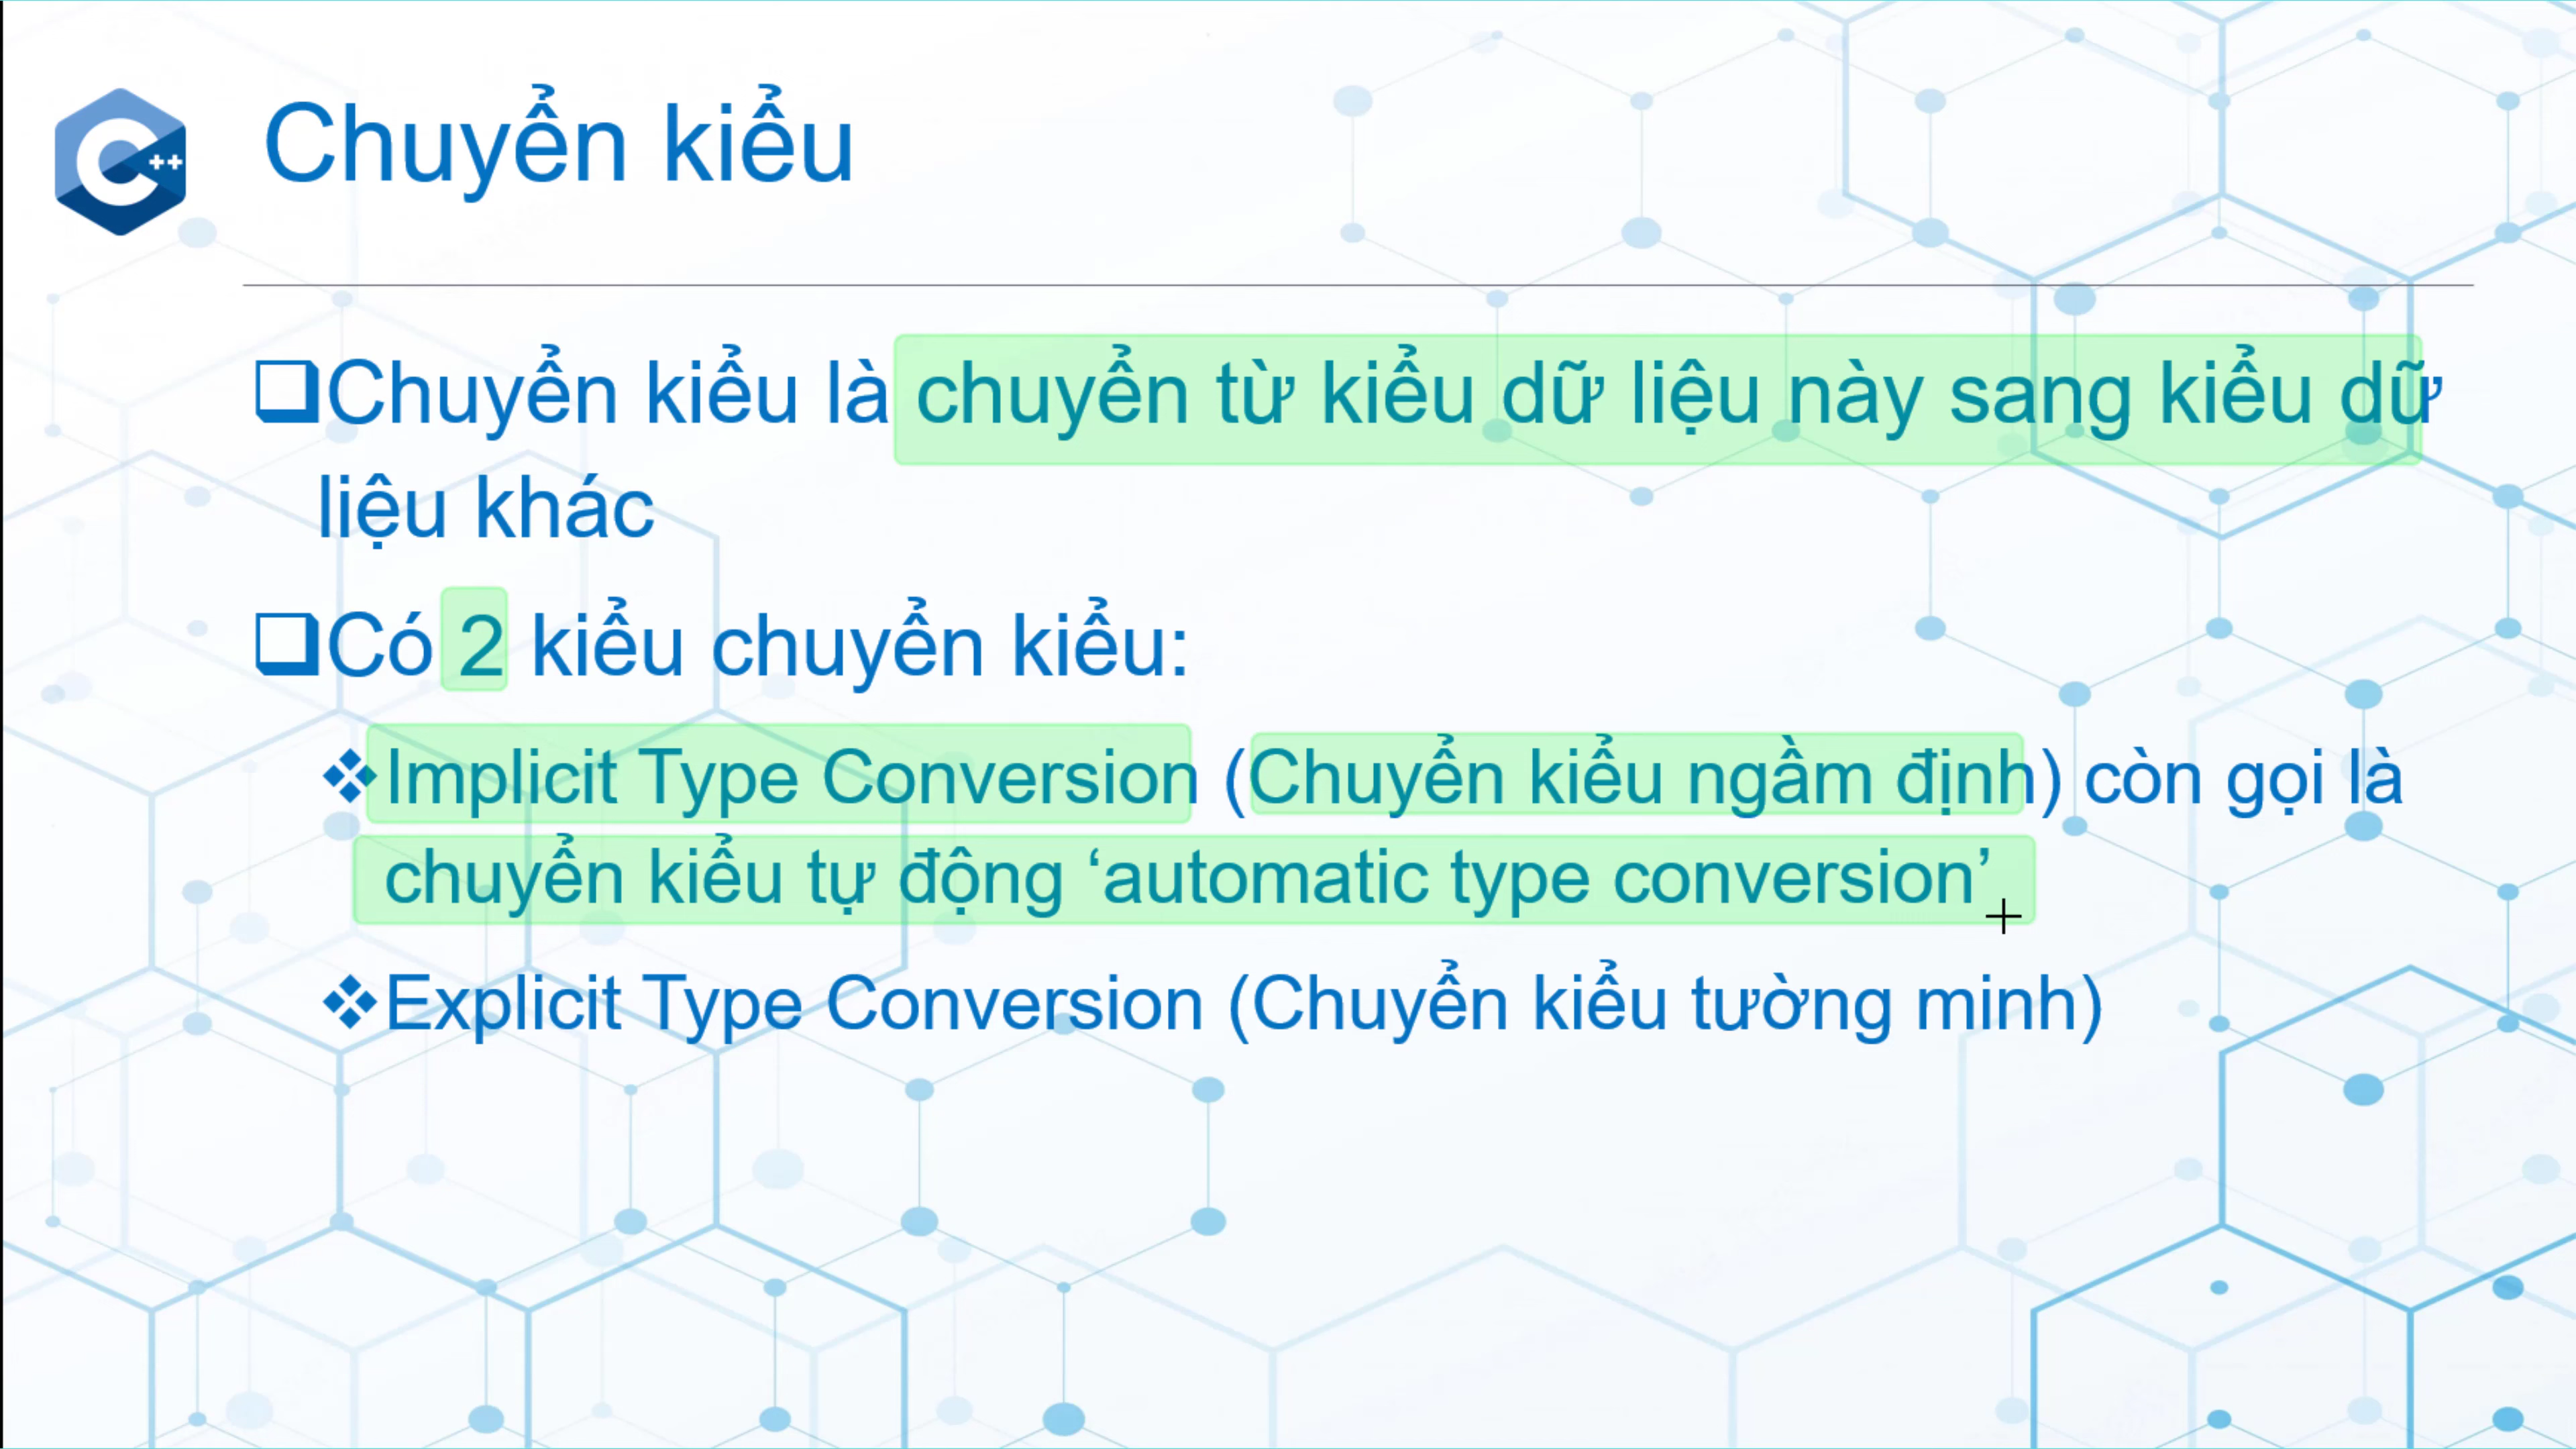 C++
Chuyển kiểu
Chuyển kiểu là chuyển từ kiểu dữ liệu này sang kiểu dữ
liệu khác
Có 2 kiểu chuyển kiểu:
Implicit Type Conversion (Chuyển kiểu ngầm định) còn gọi là
chuyển kiểu tự động ‘automatic type conversion’
Explicit Type Conversion (Chuyển kiểu tường minh)